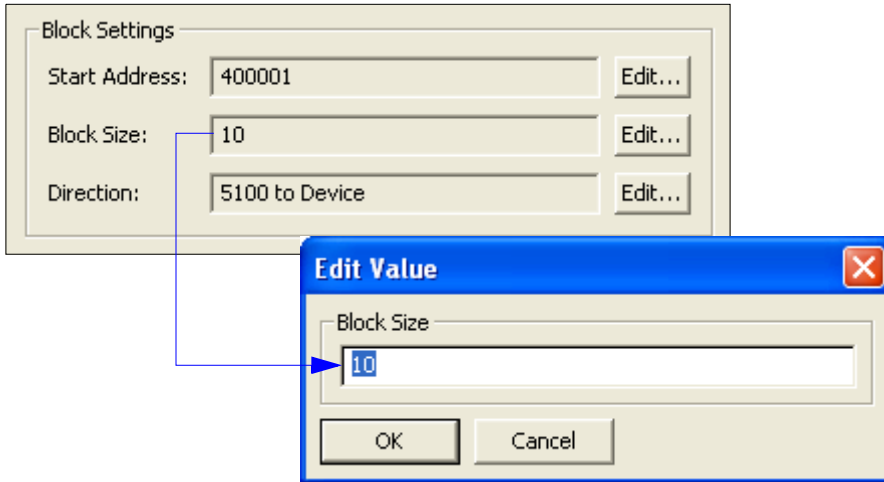 Block Settings
Start Address: 400001 Edit...
Block Size: 10 Edit...
Direction: 5100 to Device Edit...
Edit Value
Block Size
10
OK Cancel